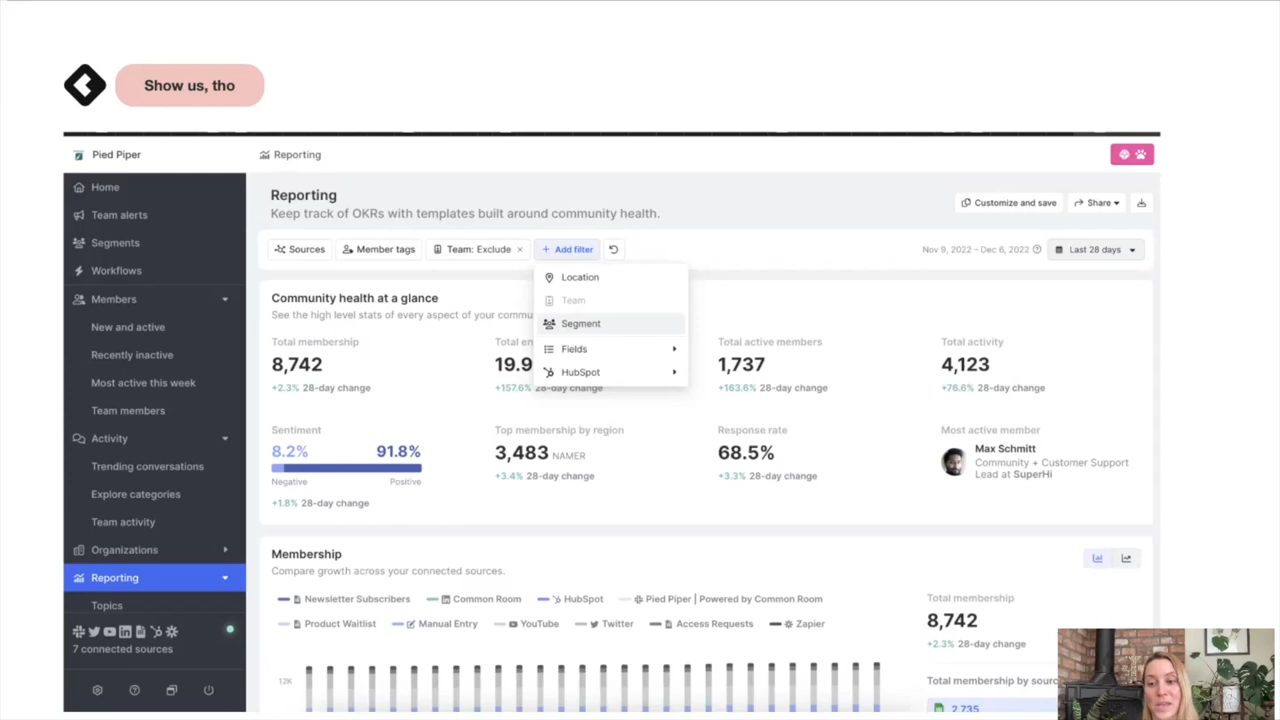 Show us, tho
Pied Piper
Reporting
Home
Team alerts
Segments
Workflows
Members
New and active
Recently inactive
Most active this week
Team members
Activity
Trending conversations
Explore categories
Team activity
Organizations
Reporting
Topics
7 connected sources
Reporting
Keep track of OKRs with templates built around community health.
Customize and save
Share
Sources
Member tags
Team: Exclude ×
+ Add filter
Nov 9, 2022 – Dec 6, 2022
Last 28 days
Location
Team
Segment
Fields
HubSpot
Community health at a glance
See the high level stats of every aspect of your
Total membership
8,742
+2.3% 28-day change
Total
19.9
+157.6% 28-day change
Total active members
1,737
+163.6% 28-day change
Total activity
4,123
+76.6% 28-day change
Sentiment
8.2% 91.8%
Negative Positive
+1.8% 28-day change
Top membership by region
3,483 NAMER
+3.4% 28-day change
Response rate
68.5%
+3.3% 28-day change
Most active member
Max Schmitt
Community + Customer Support
Lead at SuperHi
Membership
Compare growth across your connected sources.
Newsletter Subscribers Common Room HubSpot Pied Piper | Powered by Common Room
Product Waitlist Manual Entry YouTube Twitter Access Requests Zapier
12K
Total membership
8,742
+2.3% 28-day change
Total membership by
2,735